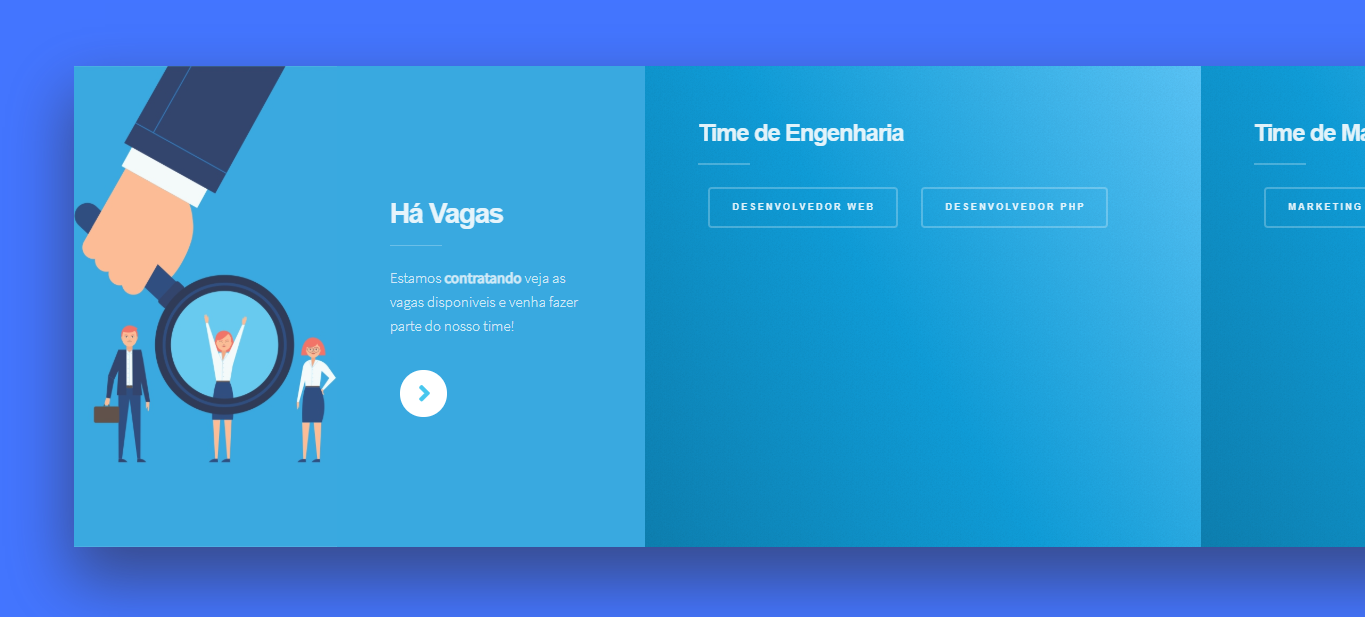 Há Vagas
Estamos contratando veja as
vagas disponiveis e venha fazer
parte do nosso time!
Time de Engenharia
DESENVOLVEDOR WEB
DESENVOLVEDOR PHP
Time de Ma
MARKETING